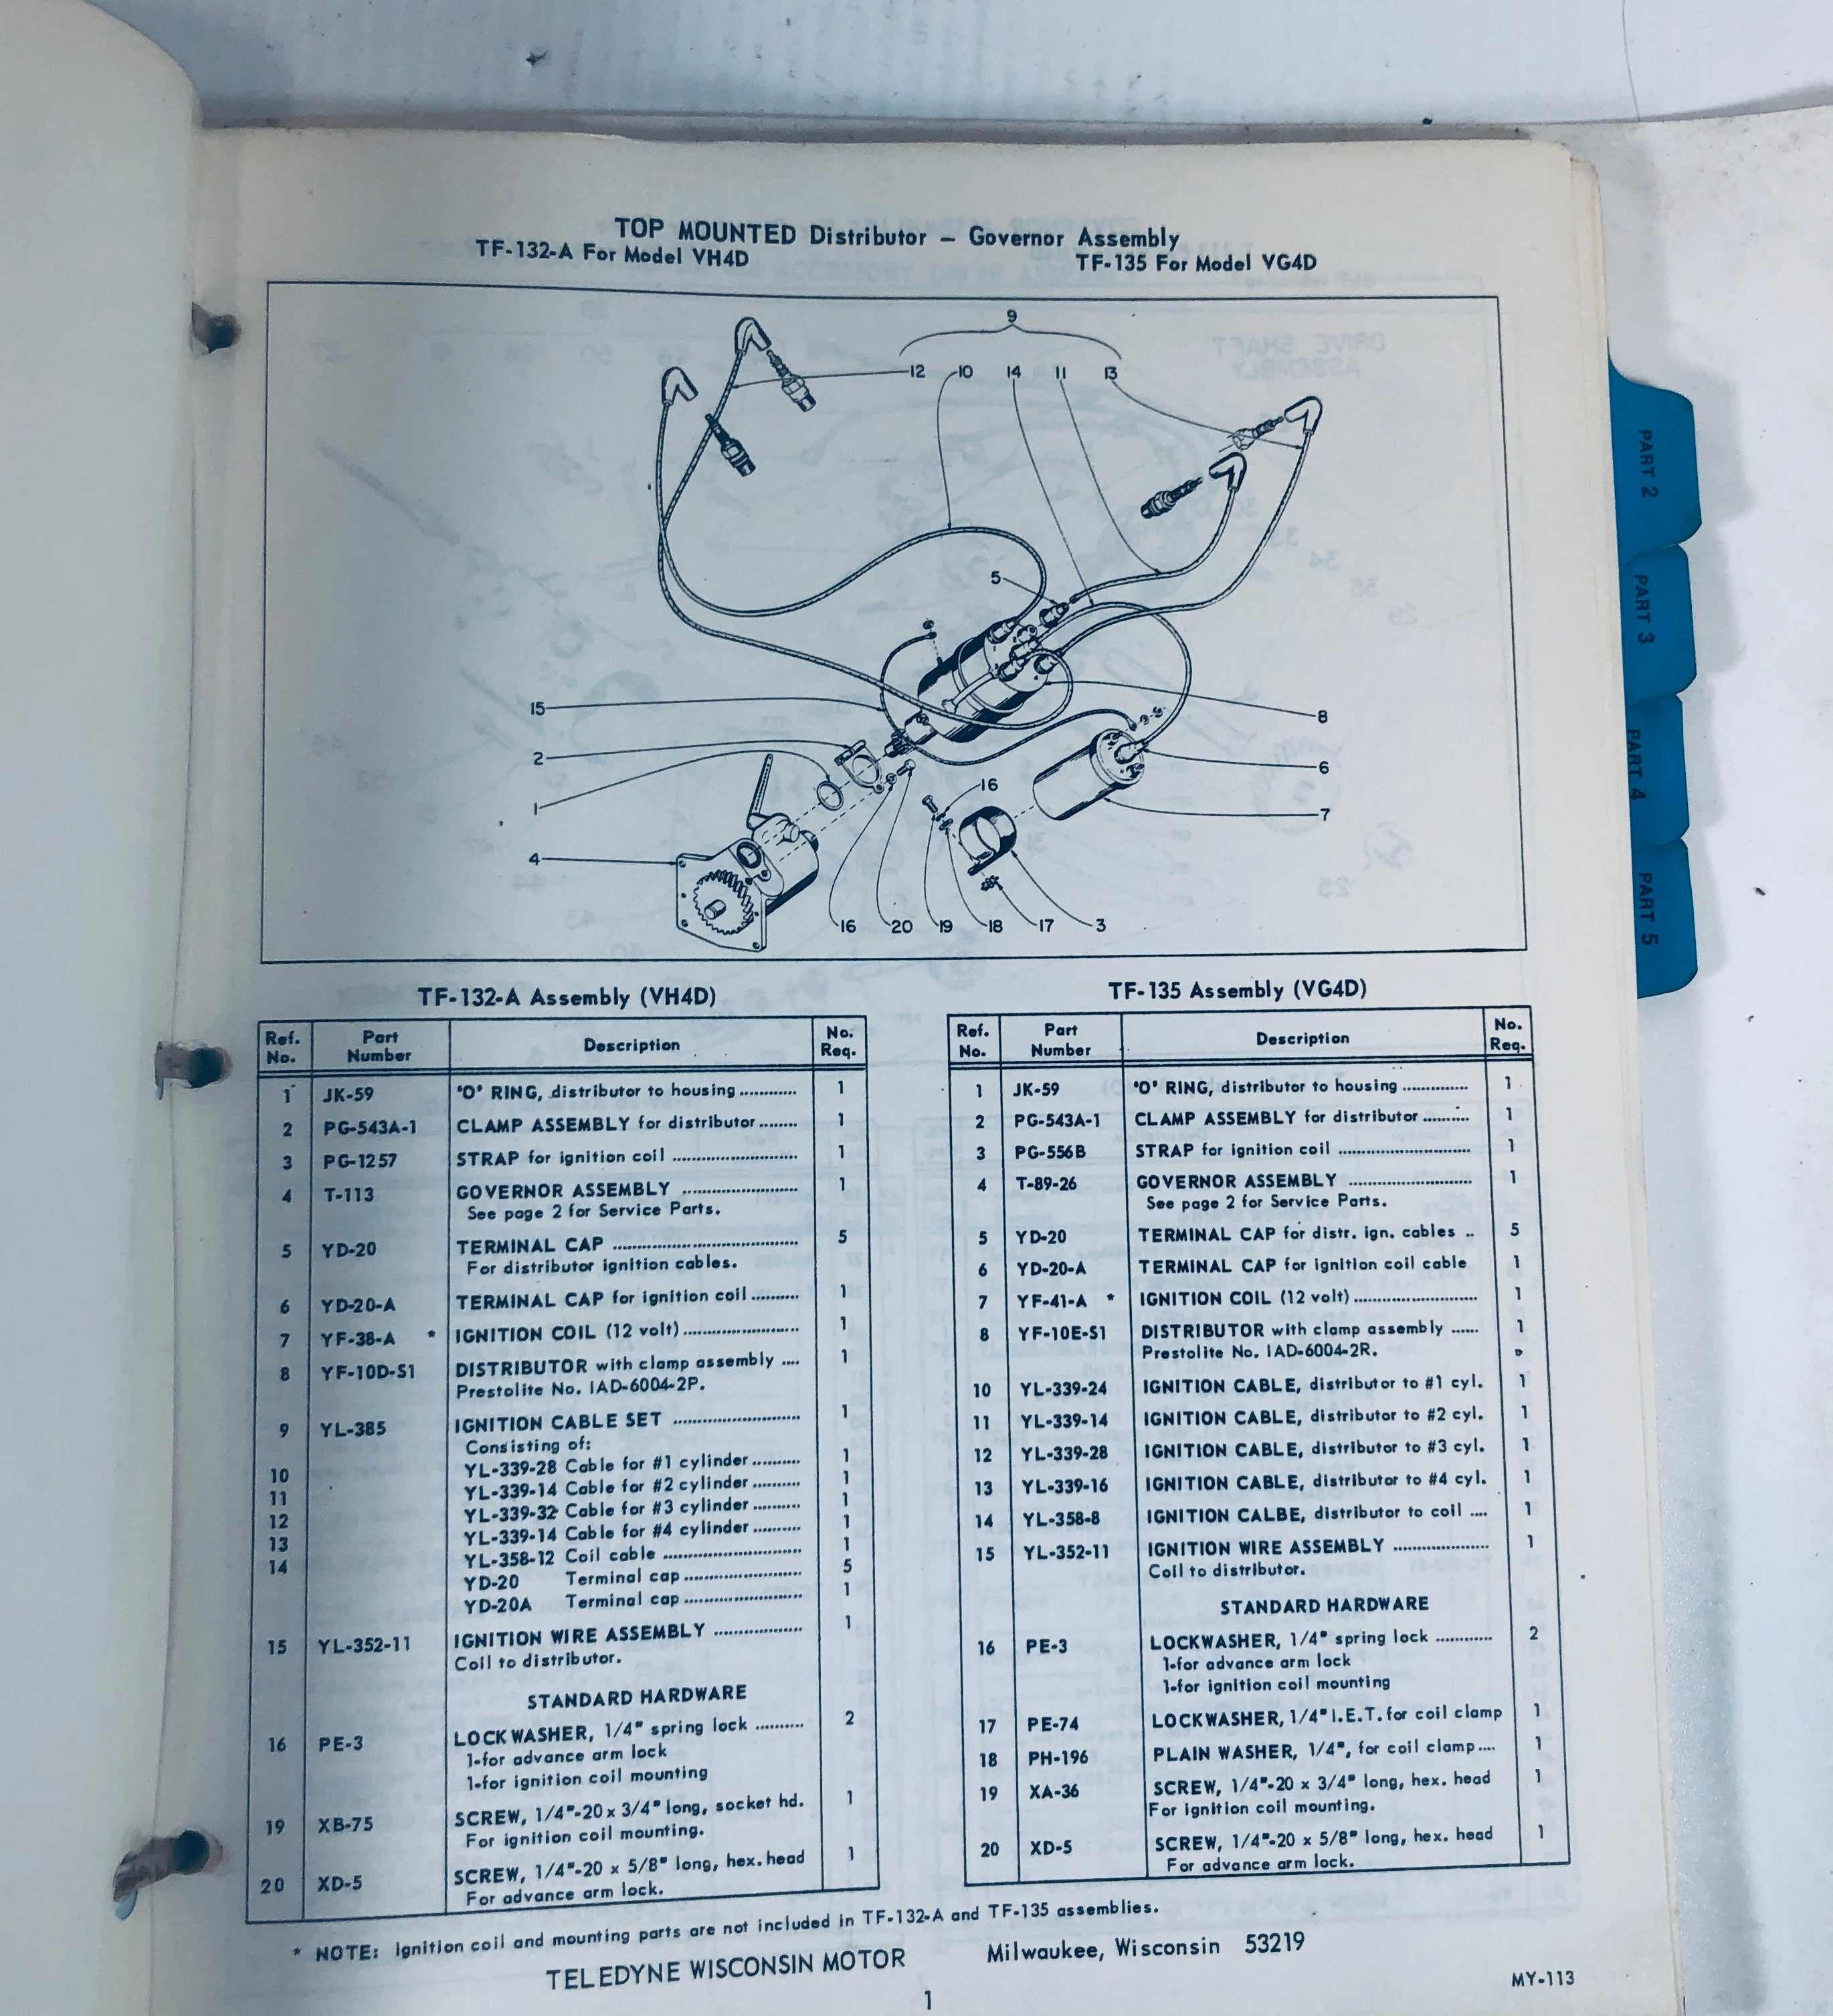 TOP MOUNTED Distributor – Governor Assembly
TF-132-A For Model VH4D
TF-135 For Model VG4D
9
12 10 14 11 13
5
15
8
2
6
1
16
7
4
16 20 19 18 17 3
PART 2
PART 3
PART 4
PART 5
TF-132-A Assembly (VH4D)
Ref. No. Part Number Description No. Req.
1 JK-59 'O' RING, distributor to housing ............ 1
2 PG-543A-1 CLAMP ASSEMBLY for distributor ........ 1
3 PG-1257 STRAP for ignition coil .......................... 1
4 T-113 GOVERNOR ASSEMBLY ........................ 1
See page 2 for Service Parts.
5 YD-20 TERMINAL CAP ...................................... 5
For distributor ignition cables.
6 YD-20-A TERMINAL CAP for ignition coil .......... 1
7 YF-38-A * IGNITION COIL (12 volt) ........................ 1
8 YF-10D-S1 DISTRIBUTOR with clamp assembly .... 1
Prestolite No. IAD-6004-2P.
9 YL-385 IGNITION CABLE SET .......................... 1
Consisting of:
10 YL-339-28 Cable for #1 cylinder .......... 1
11 YL-339-14 Cable for #2 cylinder .......... 1
12 YL-339-32 Cable for #3 cylinder .......... 1
13 YL-339-14 Cable for #4 cylinder .......... 1
14 YL-358-12 Coil cable ............................ 1
YD-20 Terminal cap ........................ 5
YD-20A Terminal cap ........................ 1
15 YL-352-11 IGNITION WIRE ASSEMBLY .................. 1
Coil to distributor.
STANDARD HARDWARE
16 PE-3 LOCKWASHER, 1/4" spring lock .......... 2
1-for advance arm lock
1-for ignition coil mounting
19 XB-75 SCREW, 1/4"-20 x 3/4" long, socket hd. 1
For ignition coil mounting.
20 XD-5 SCREW, 1/4"-20 x 5/8" long, hex. head 1
For advance arm lock.
TF-135 Assembly (VG4D)
Ref. No. Part Number Description No. Req.
1 JK-59 'O' RING, distributor to housing .............. 1
2 PG-543A-1 CLAMP ASSEMBLY for distributor .......... 1
3 PG-556B STRAP for ignition coil ............................ 1
4 T-89-26 GOVERNOR ASSEMBLY .......................... 1
See page 2 for Service Parts.
5 YD-20 TERMINAL CAP for distr. ign. cables .. 5
6 YD-20-A TERMINAL CAP for ignition coil cable 1
7 YF-41-A * IGNITION COIL (12 volt) .......................... 1
8 YF-10E-S1 DISTRIBUTOR with clamp assembly ...... 1
Prestolite No. IAD-6004-2R.
10 YL-339-24 IGNITION CABLE, distributor to #1 cyl. 1
11 YL-339-14 IGNITION CABLE, distributor to #2 cyl. 1
12 YL-339-28 IGNITION CABLE, distributor to #3 cyl. 1
13 YL-339-16 IGNITION CABLE, distributor to #4 cyl. 1
14 YL-358-8 IGNITION CALBE, distributor to coil .... 1
15 YL-352-11 IGNITION WIRE ASSEMBLY .................... 1
Coil to distributor.
STANDARD HARDWARE
16 PE-3 LOCKWASHER, 1/4" spring lock ............ 2
1-for advance arm lock
1-for ignition coil mounting
17 PE-74 LOCKWASHER, 1/4" I.E.T. for coil clamp 1
18 PH-196 PLAIN WASHER, 1/4", for coil clamp .... 1
19 XA-36 SCREW, 1/4"-20 x 3/4" long, hex. head 1
For ignition coil mounting.
20 XD-5 SCREW, 1/4"-20 x 5/8" long, hex. head 1
For advance arm lock.
* NOTE: Ignition coil and mounting parts are not included in TF-132-A and TF-135 assemblies.
TELEDYNE WISCONSIN MOTOR Milwaukee, Wisconsin 53219
MY-113
1